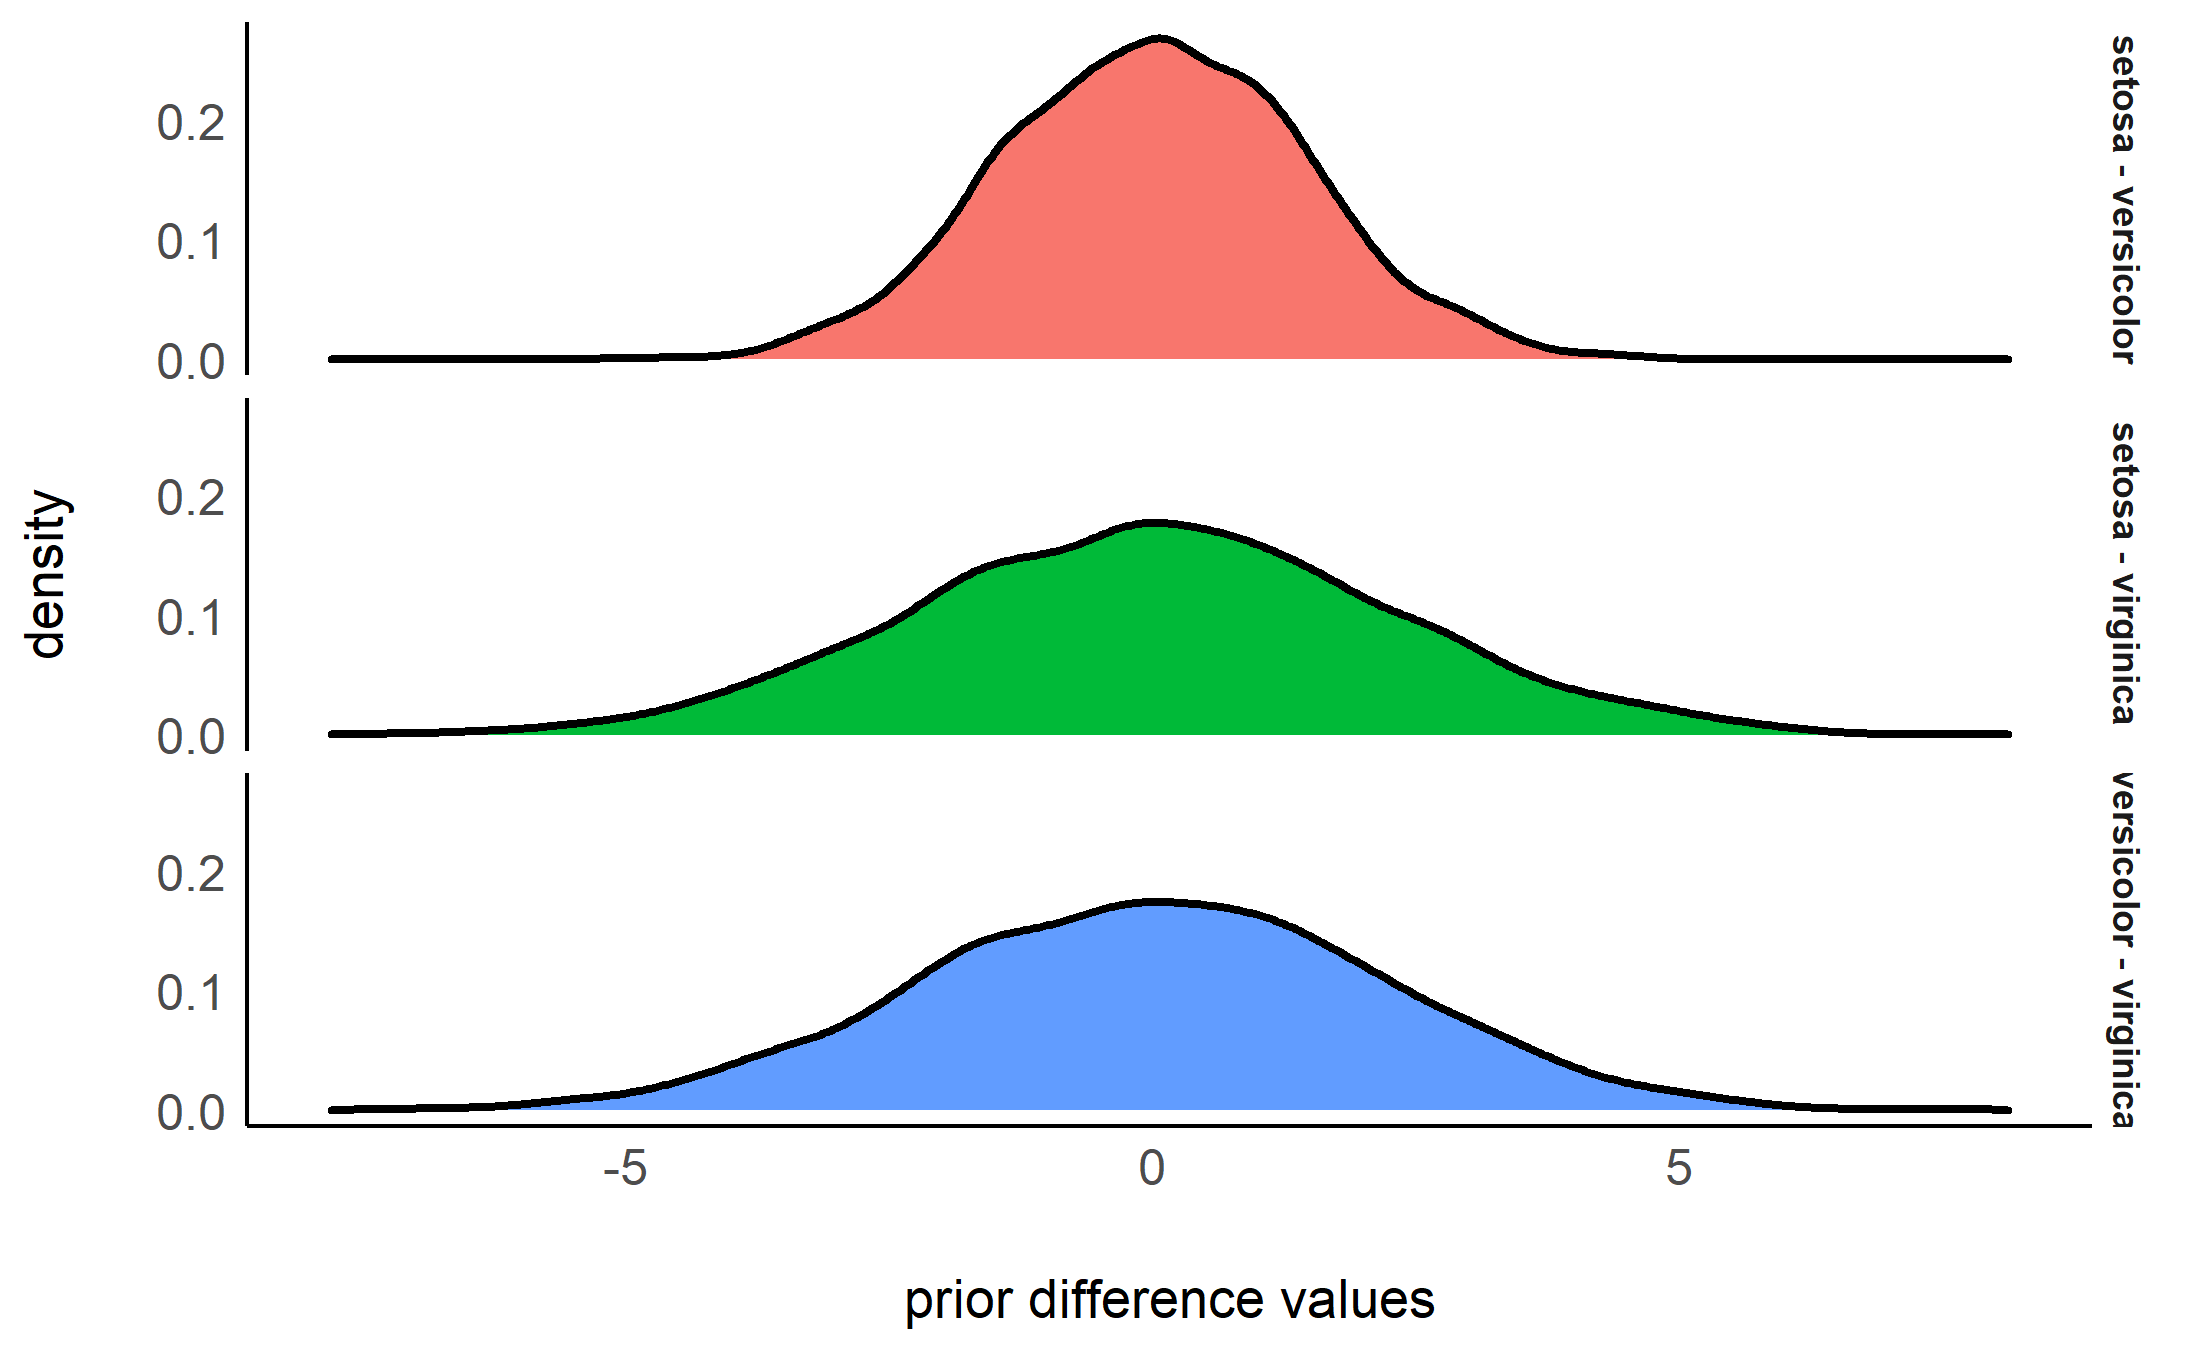 density
0.2
0.1
0.0
setosa - versicolor
0.2
0.1
0.0
setosa - virginica
0.2
0.1
0.0
versicolor - virginica
-5 0 5
prior difference values